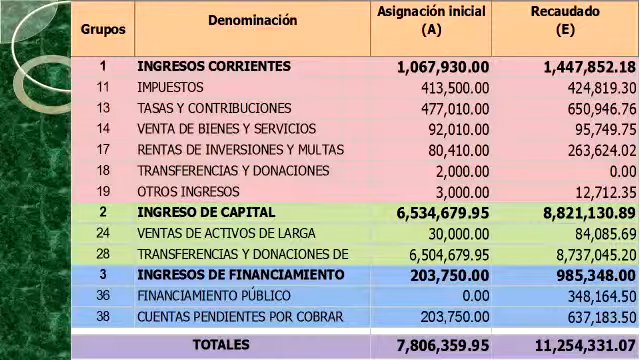 Grupos Denominación Asignación inicial (A) Recaudado (E)
1 INGRESOS CORRIENTES 1,067,930.00 1,447,852.18
11 IMPUESTOS 413,500.00 424,819.30
13 TASAS Y CONTRIBUCIONES 477,010.00 650,946.76
14 VENTA DE BIENES Y SERVICIOS 92,010.00 95,749.75
17 RENTAS DE INVERSIONES Y MULTAS 80,410.00 263,624.02
18 TRANSFERENCIAS Y DONACIONES 2,000.00 0.00
19 OTROS INGRESOS 3,000.00 12,712.35
2 INGRESO DE CAPITAL 6,534,679.95 8,821,130.89
24 VENTAS DE ACTIVOS DE LARGA 30,000.00 84,085.69
28 TRANSFERENCIAS Y DONACIONES DE 6,504,679.95 8,737,045.20
3 INGRESOS DE FINANCIAMIENTO 203,750.00 985,348.00
36 FINANCIAMIENTO PÚBLICO 0.00 348,164.50
38 CUENTAS PENDIENTES POR COBRAR 203,750.00 637,183.50
TOTALES 7,806,359.95 11,254,331.07